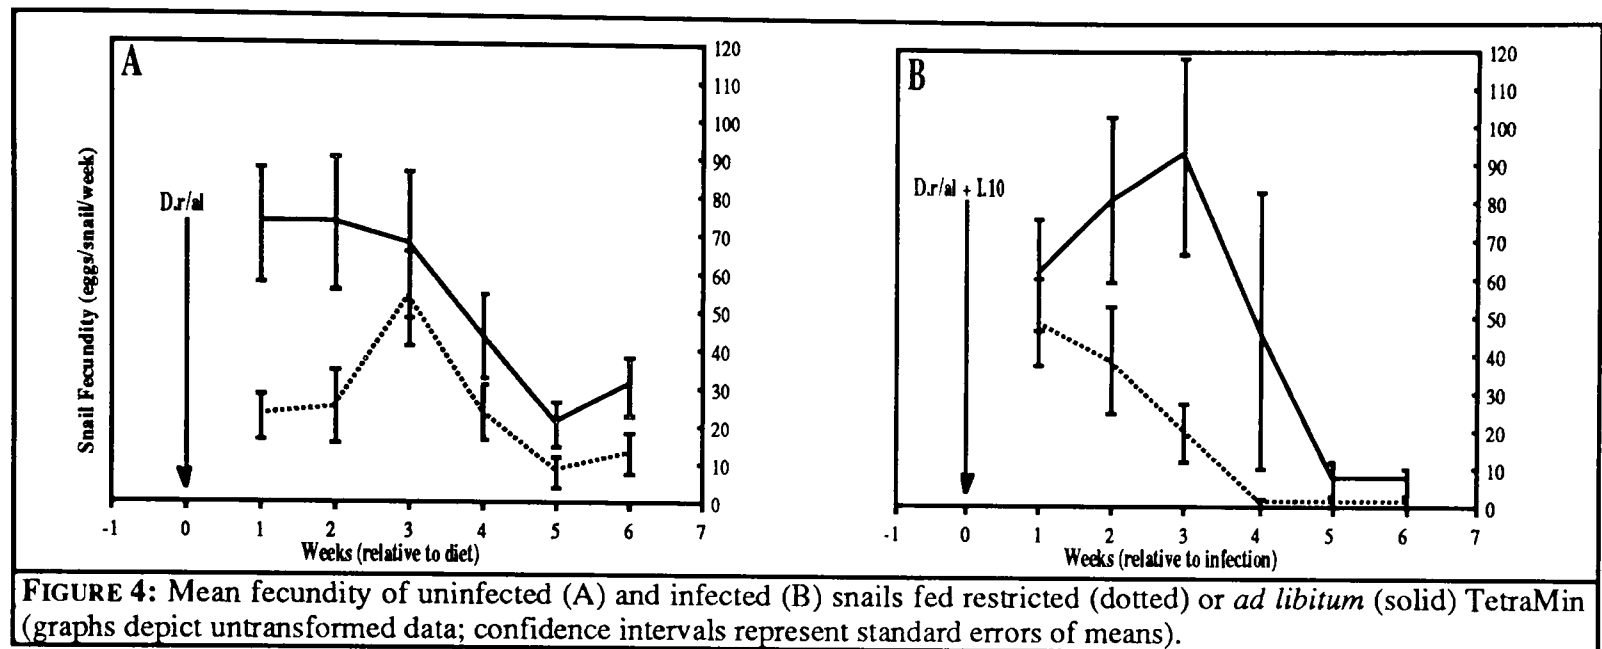 A
120
110
100
90
80
70
60
50
40
30
20
10
0
D.r/al
Snail Fecundity (eggs/snail/week)
-1 0 1 2 3 4 5 6 7
Weeks (relative to diet)
B
120
110
100
90
80
70
60
50
40
30
20
10
0
D.r/al + L10
-1 0 1 2 3 4 5 6 7
Weeks (relative to infection)
FIGURE 4: Mean fecundity of uninfected (A) and infected (B) snails fed restricted (dotted) or ad libitum (solid) TetraMin
(graphs depict untransformed data; confidence intervals represent standard errors of means).